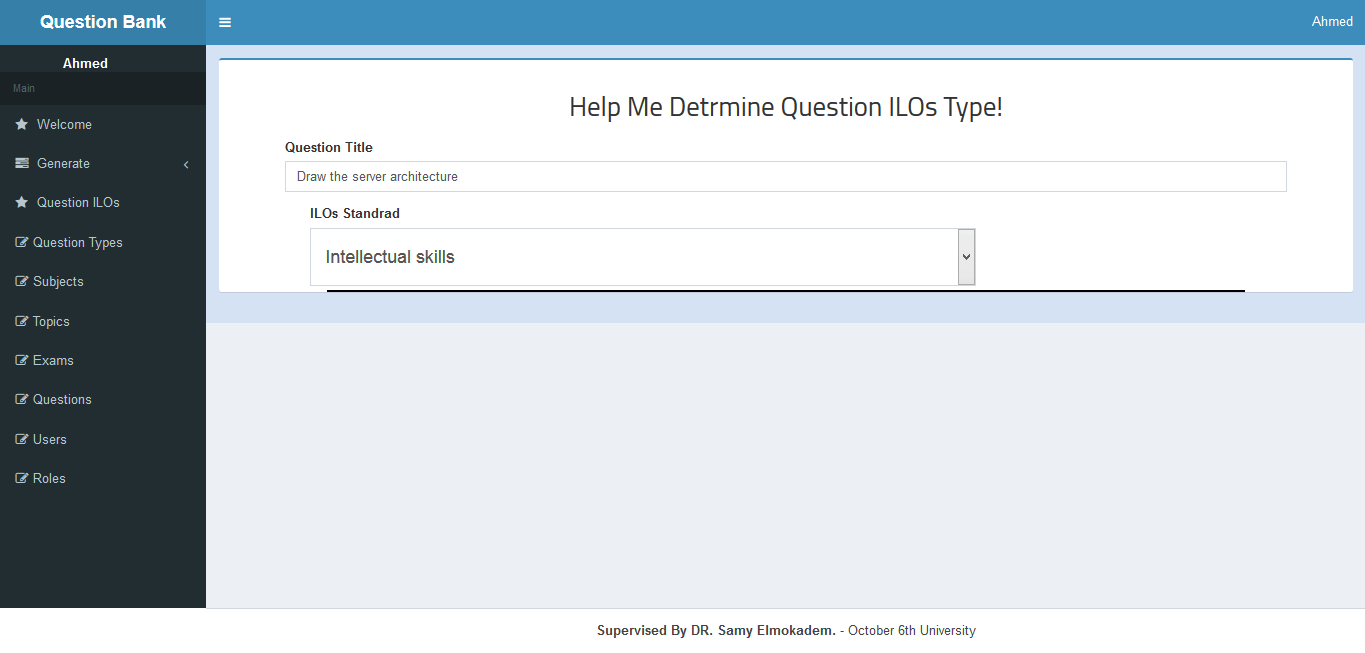 Question Bank
Ahmed
Ahmed
Main
Welcome
Generate
Question ILOs
Question Types
Subjects
Topics
Exams
Questions
Users
Roles
Help Me Detrmine Question ILOs Type!
Question Title
Draw the server architecture
ILOs Standrad
Intellectual skills
Supervised By DR. Samy Elmokadem. - October 6th University